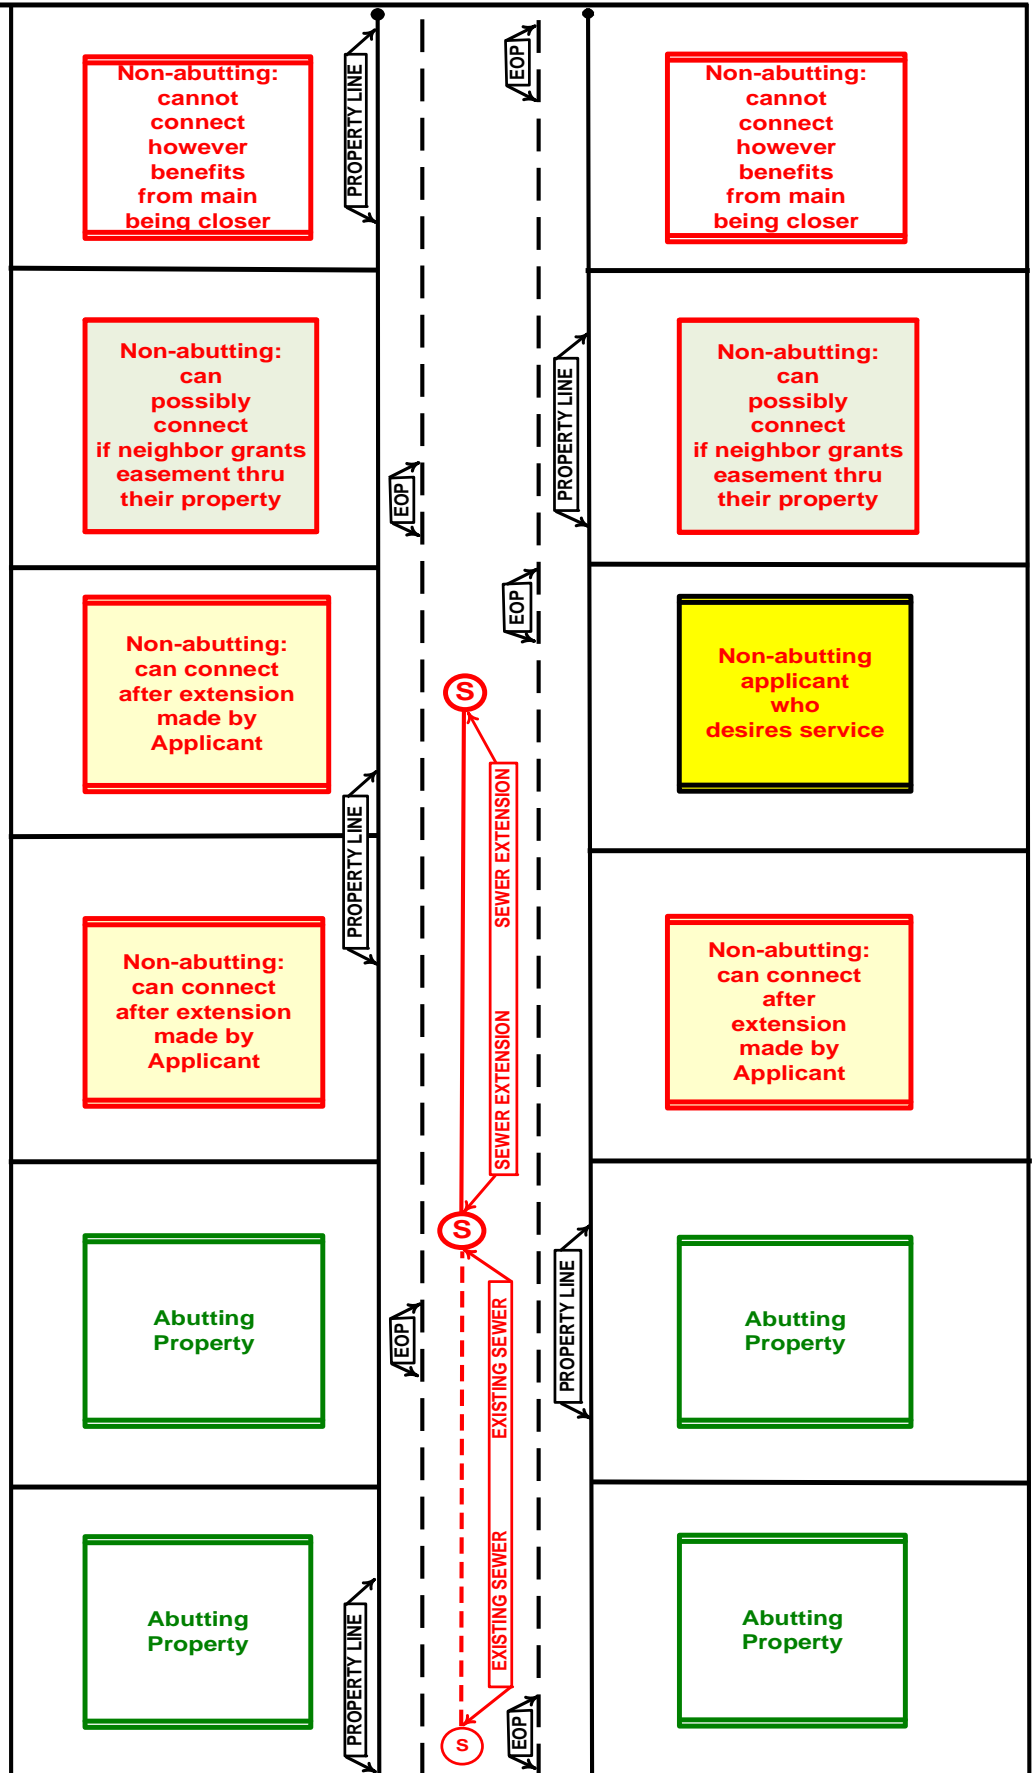 Non-abutting:
cannot
connect
however
benefits
from main
being closer
PROPERTY LINE
EOP
Non-abutting:
cannot
connect
however
benefits
from main
being closer
Non-abutting:
can
possibly
connect
if neighbor grants
easement thru
their property
EOP
PROPERTY LINE
Non-abutting:
can
possibly
connect
if neighbor grants
easement thru
their property
Non-abutting:
can connect
after extension
made by
Applicant
EOP
S
Non-abutting
applicant
who
desires service
PROPERTY LINE
SEWER EXTENSION
SEWER EXTENSION
Non-abutting:
can connect
after extension
made by
Applicant
Non-abutting:
can connect
after
extension
made by
Applicant
S
Abutting
Property
EOP
EXISTING SEWER
PROPERTY LINE
Abutting
Property
Abutting
Property
PROPERTY LINE
EXISTING SEWER
S
EOP
Abutting
Property